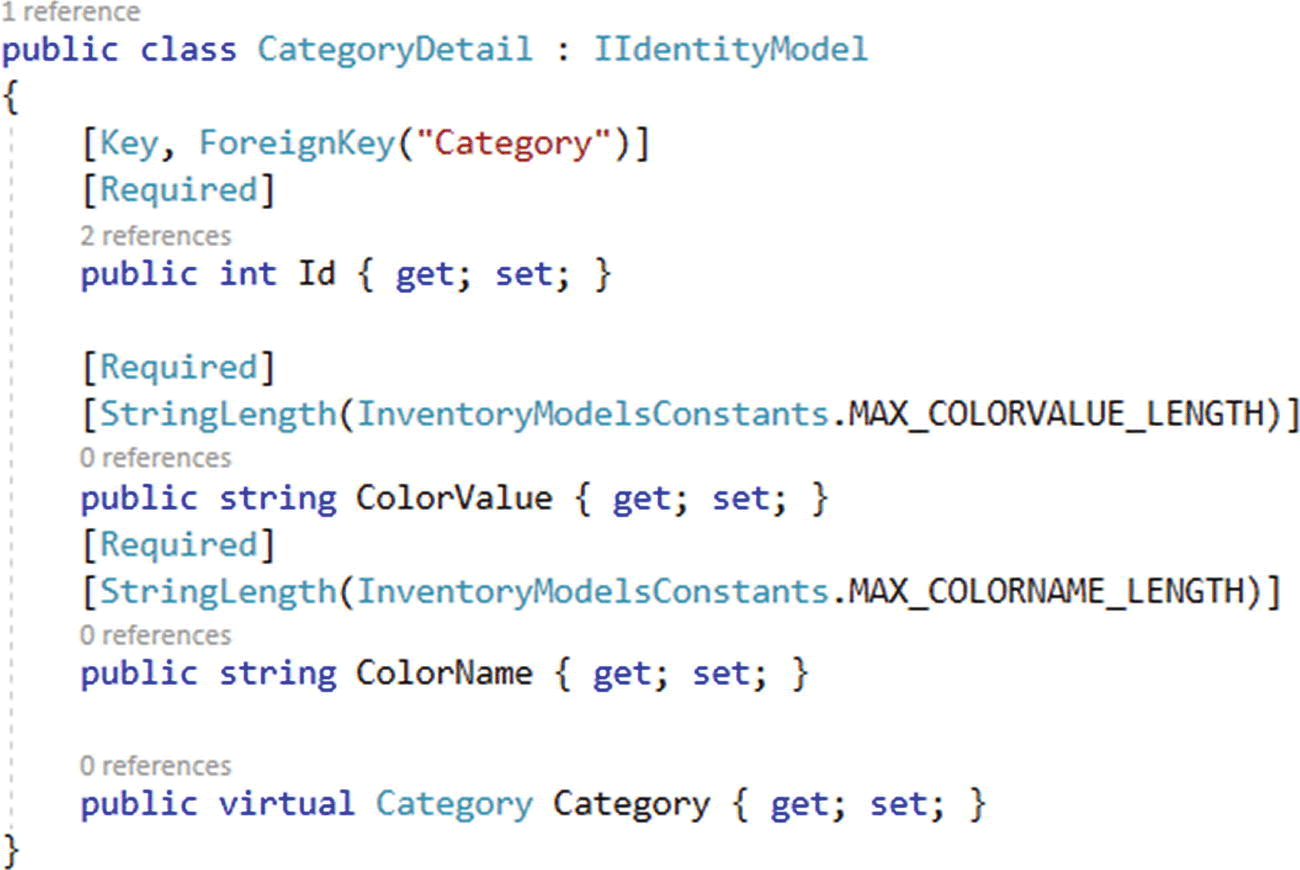 1 reference
public class CategoryDetail : IIdentityModel
{
[Key, ForeignKey("Category")]
[Required]
2 references
public int Id { get; set; }
[Required]
[StringLength(InventoryModelsConstants.MAX_COLORVALUE_LENGTH)]
0 references
public string ColorValue { get; set; }
[Required]
[StringLength(InventoryModelsConstants.MAX_COLORNAME_LENGTH)]
0 references
public string ColorName { get; set; }
0 references
public virtual Category Category { get; set; }
}